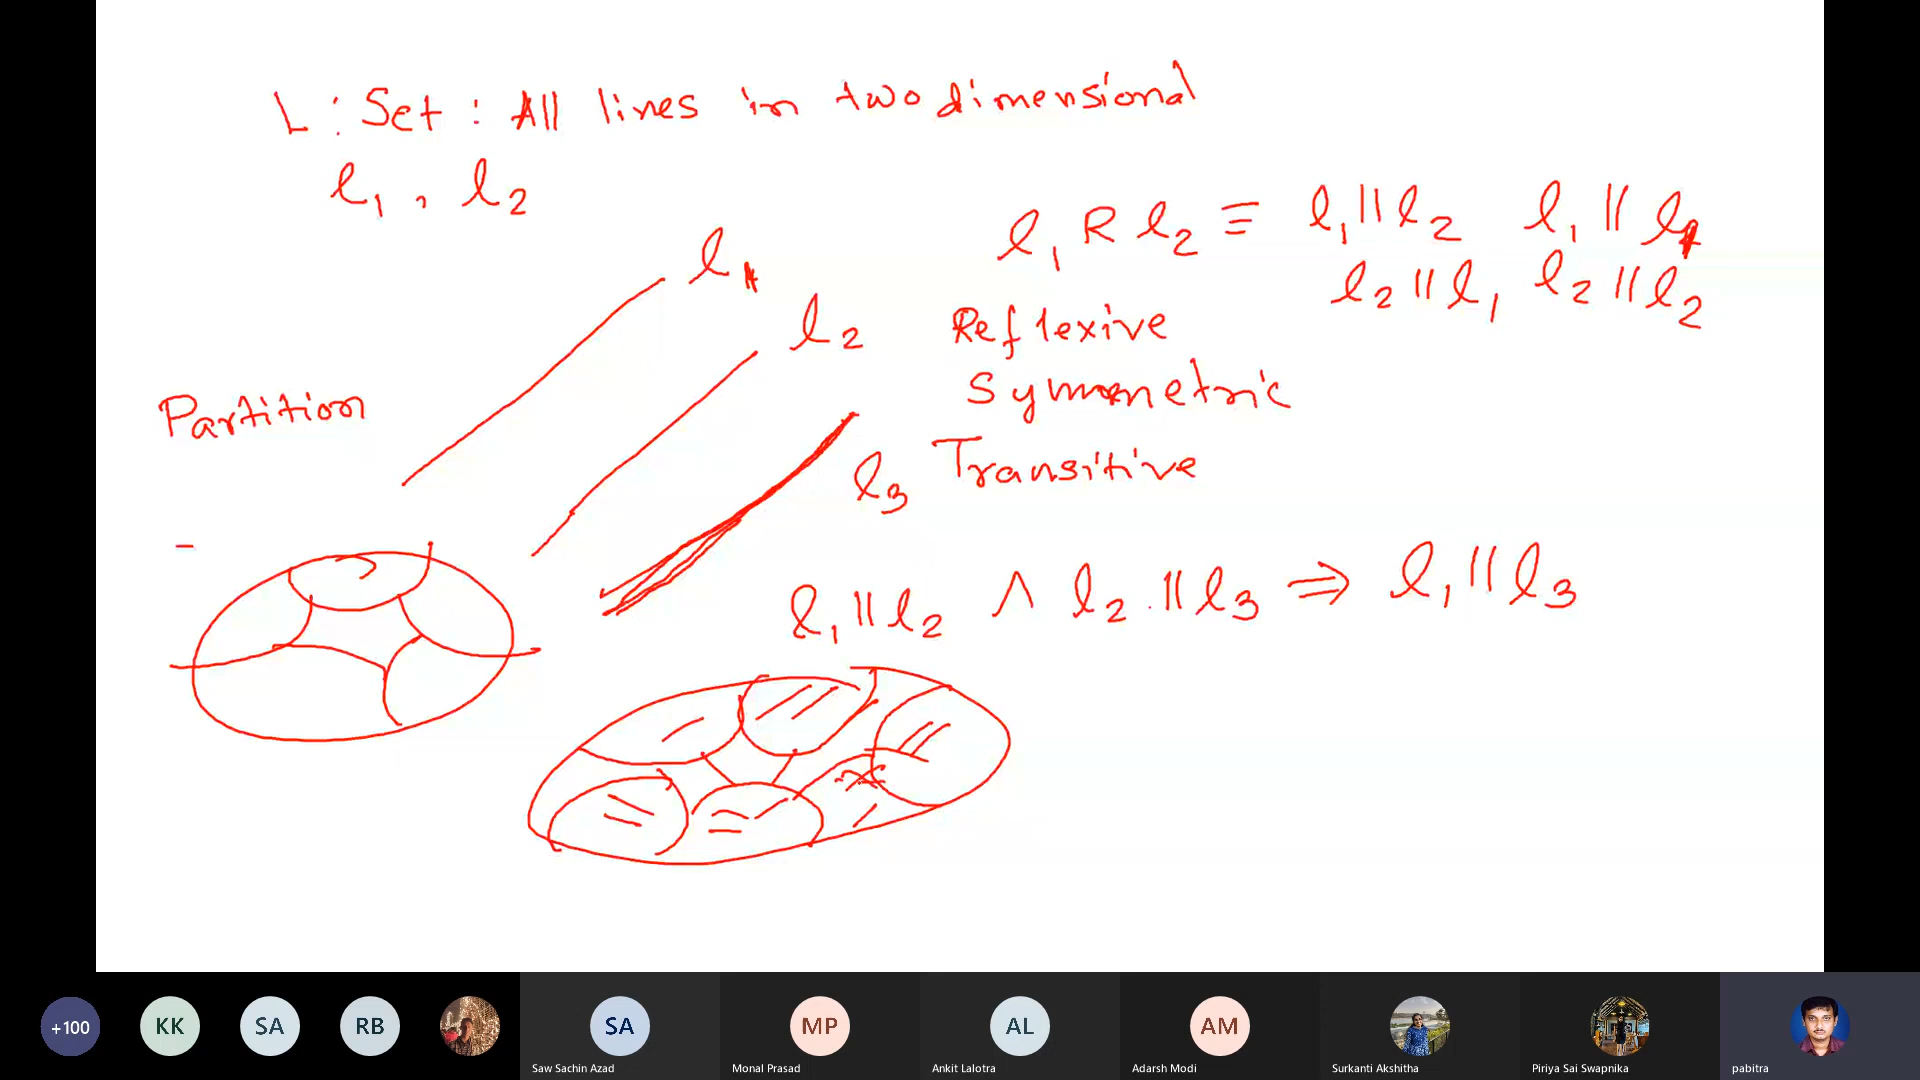 L : Set : All lines in two dimensional
l₁ , l₂
l₁ R l₂ ≡ l₁ || l₂ l₁ || l₁
l₂ || l₁ l₂ || l₂
l₁
l₂
l₃
Reflexive
Symmetric
Transitive
Partition
l₁ || l₂ ∧ l₂ || l₃ ⇒ l₁ || l₃
+100 KK SA RB SA MP AL AM
Saw Sachin Azad Monal Prasad Ankit Lalotra Adarsh Modi Surkanti Akshitha Piriya Sai Swapnika pabitra